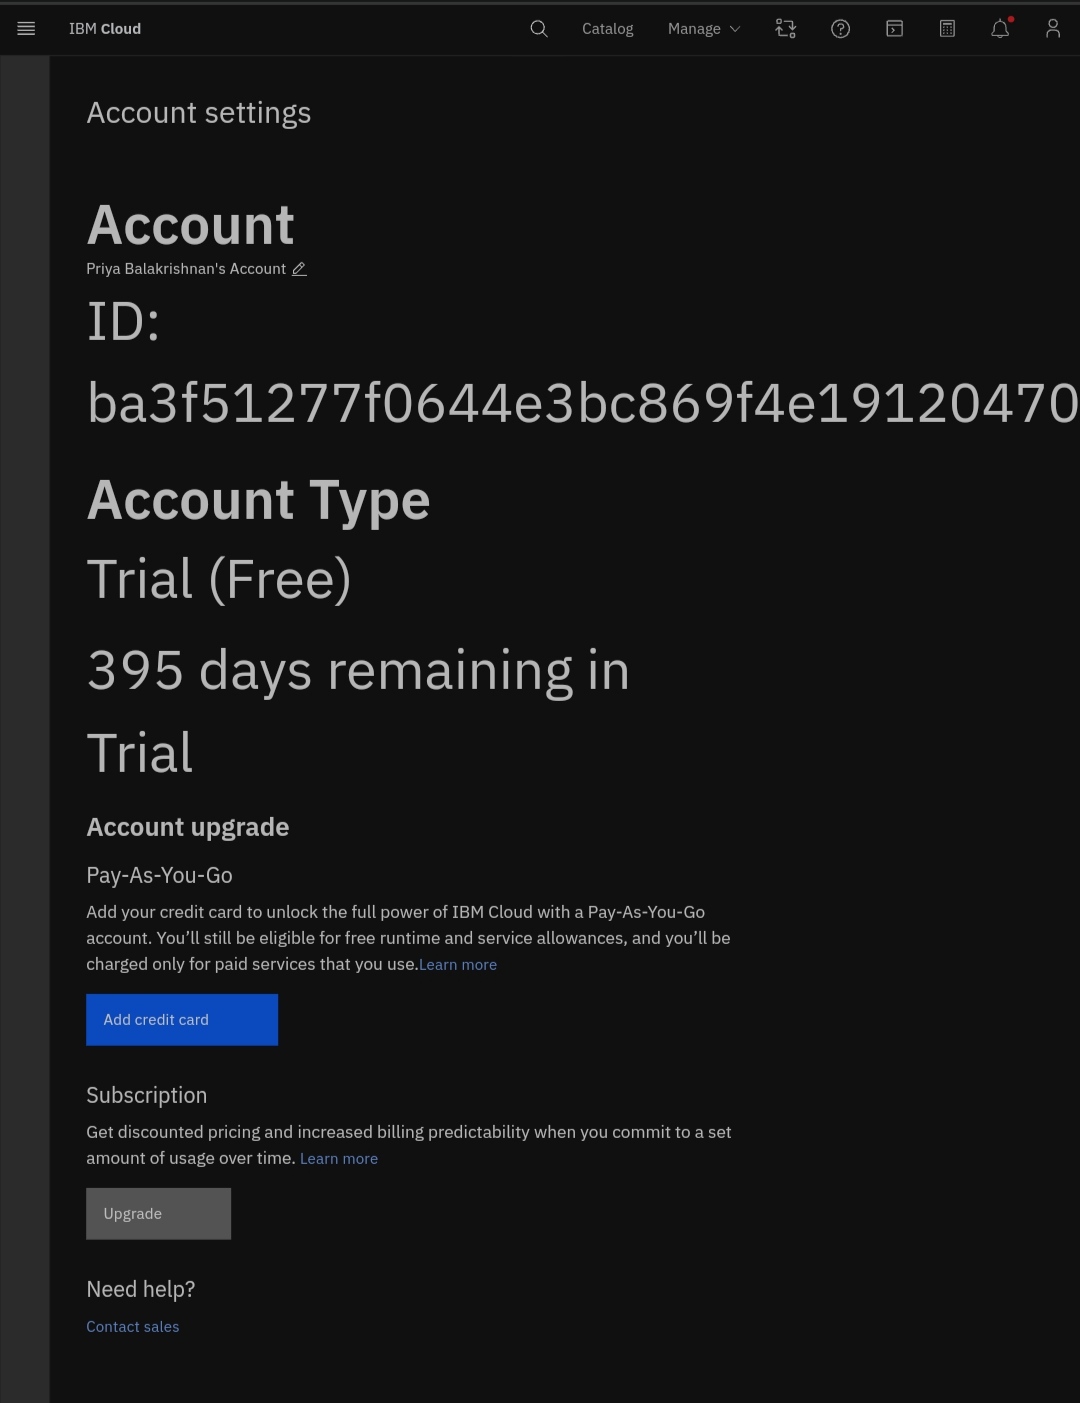 IBM Cloud
Catalog
Manage
Account settings
Account
Priya Balakrishnan's Account
ID:
ba3f51277f0644e3bc869f4e19120470
Account Type
Trial (Free)
395 days remaining in
Trial
Account upgrade
Pay-As-You-Go
Add your credit card to unlock the full power of IBM Cloud with a Pay-As-You-Go
account. You’ll still be eligible for free runtime and service allowances, and you’ll be
charged only for paid services that you use.Learn more
Add credit card
Subscription
Get discounted pricing and increased billing predictability when you commit to a set
amount of usage over time. Learn more
Upgrade
Need help?
Contact sales